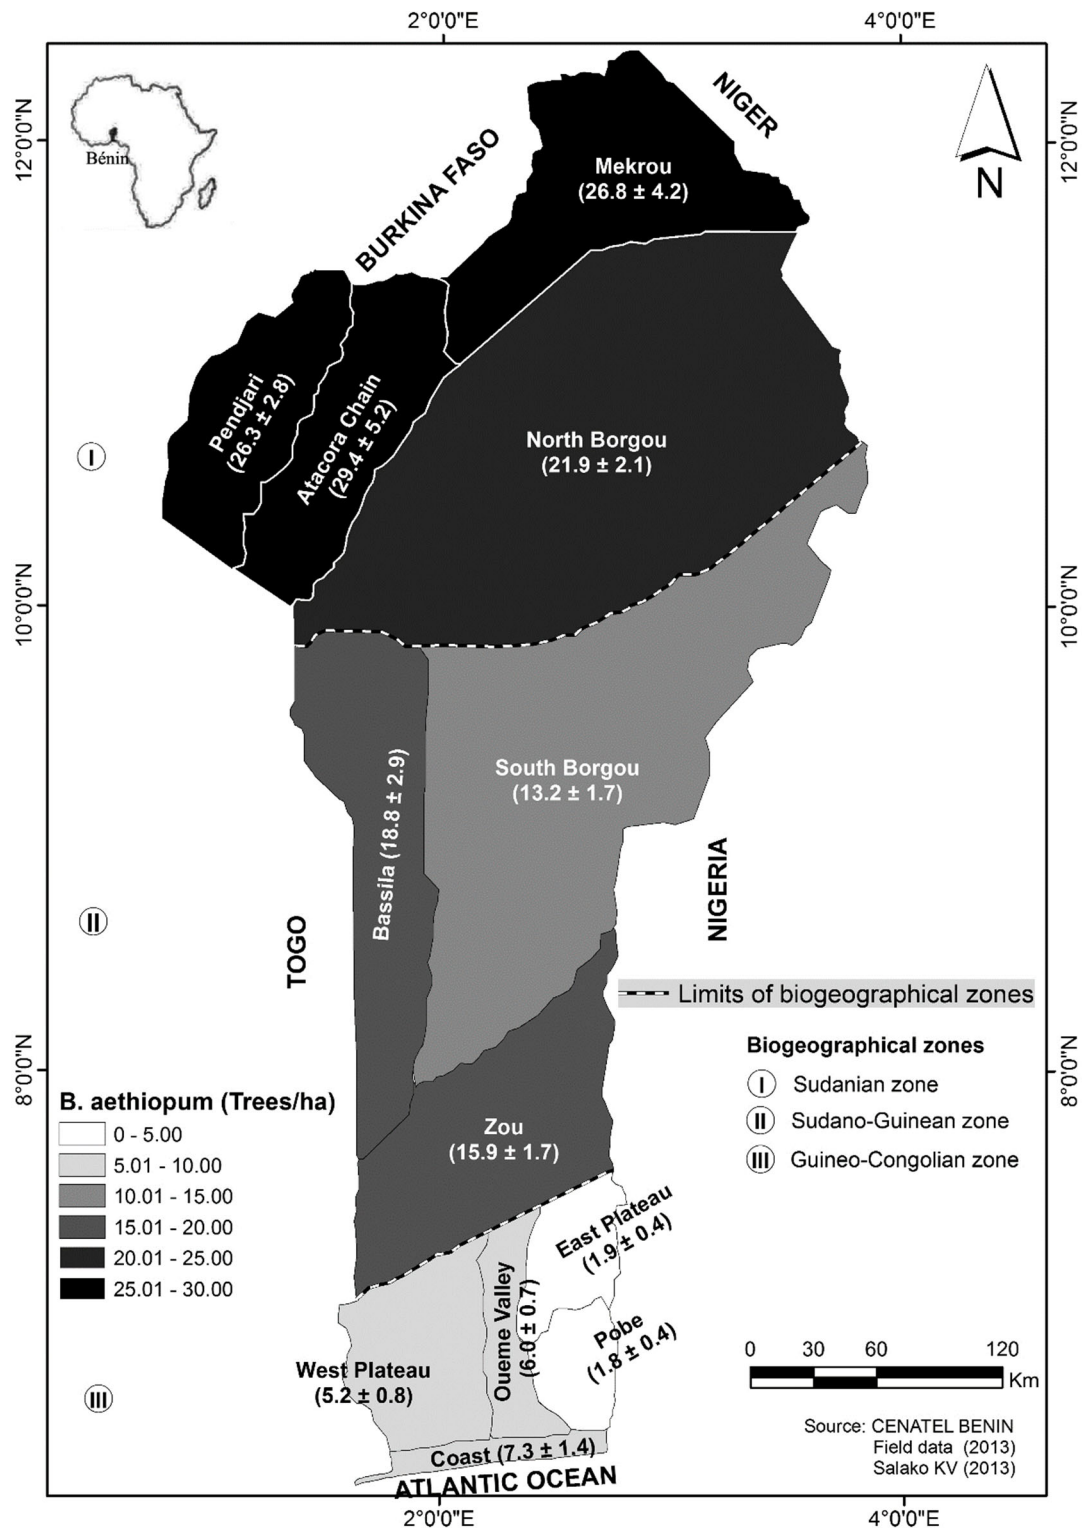 2°0'0"E
4°0'0"E
12°0'0"N
12°0'0"N
Bénin
NIGER
BURKINA FASO
N
Mekrou
(26.8 ± 4.2)
Pendjari
(26.3 ± 2.8)
Atacora Chain
(29.4 ± 5.2)
North Borgou
(21.9 ± 2.1)
I
10°0'0"N
10°0'0"N
South Borgou
(13.2 ± 1.7)
Bassila (18.8 ± 2.9)
NIGERIA
II
TOGO
Limits of biogeographical zones
Biogeographical zones
I Sudanian zone
II Sudano-Guinean zone
III Guineo-Congolian zone
8°0'0"N
8°0'0"N
B. aethiopum (Trees/ha)
0 - 5.00
5.01 - 10.00
10.01 - 15.00
15.01 - 20.00
20.01 - 25.00
25.01 - 30.00
Zou
(15.9 ± 1.7)
East Plateau
(1.9 ± 0.4)
Oueme Valley
(6.0 ± 0.7)
Pobe
(1.8 ± 0.4)
West Plateau
(5.2 ± 0.8)
III
Coast (7.3 ± 1.4)
ATLANTIC OCEAN
0 30 60 120
Km
Source: CENATEL BENIN
Field data (2013)
Salako KV (2013)
2°0'0"E
4°0'0"E